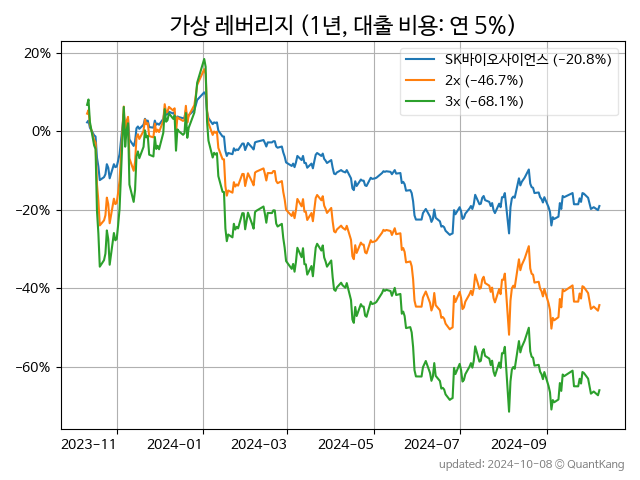 가상 레버리지 (1년, 대출 비용: 연 5%)
SK바이오사이언스 (−20.8%)
2x (−46.7%)
3x (−68.1%)
20%
0%
−20%
−40%
−60%
2023-11 2024-01 2024-03 2024-05 2024-07 2024-09
updated: 2024-10-08 © QuantKang